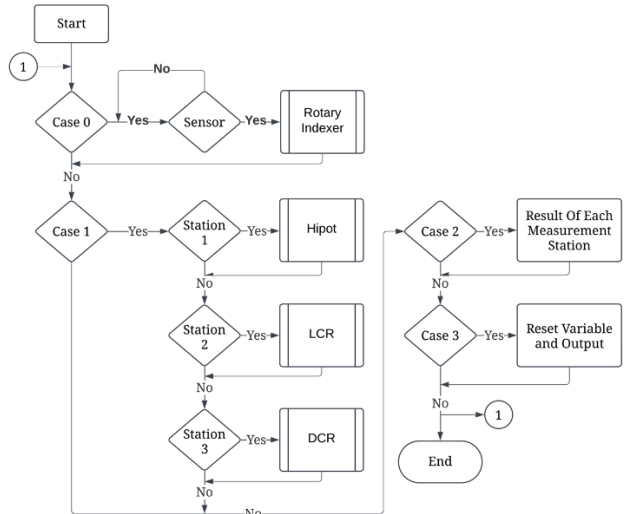 Start
1
No
Case 0
Yes
Sensor
Yes
Rotary
Indexer
No
Case 1
Yes
Station
1
Yes
Hipot
No
Station
2
Yes
LCR
No
Station
3
Yes
DCR
No
No
Case 2
Yes
Result Of Each
Measurement
Station
No
Case 3
Yes
Reset Variable
and Output
No
1
End